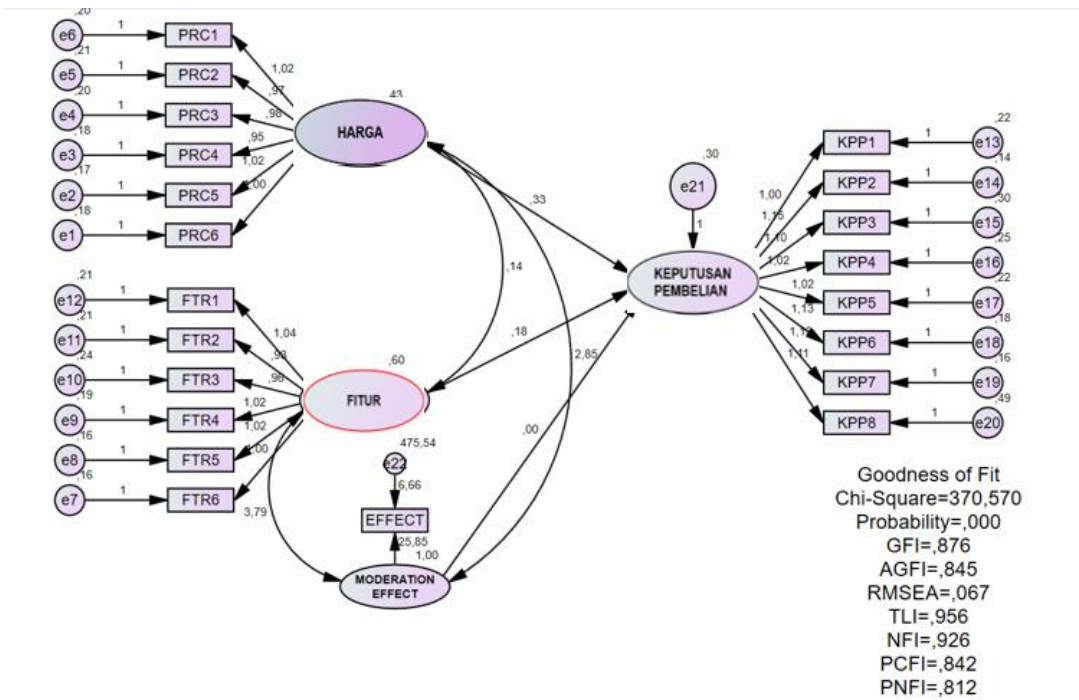 ,20
e6 1 PRC1
,21
e5 PRC2
,20
e4 1 PRC3
,18
e3 1 PRC4
,17
e2 1 PRC5
,18
e1 1 PRC6
1,02
,97
,98
,95
1,02
,43
HARGA
,21
e12 1 FTR1
,21
e11 1 FTR2
,24
e10 1 FTR3
,19
e9 1 FTR4
,16
e8 1 FTR5
,16
e7 1 FTR6
1,04
,96
1,02
1,02
,00
3,79
,60
FITUR
475,54
e22
6,66
EFFECT
25,85
1,00
MODERATION
EFFECT
,33
,14
,18
2,85
,00
,30
e21
1
KEPUTUSAN
PEMBELIAN
1,00
1,15
1,10
1,02
1,02
1,13
1,11
,22
KPP1 1 e13
,14
KPP2 1 e14
,30
KPP3 1 e15
,25
KPP4 1 e16
,22
KPP5 1 e17
,18
KPP6 1 e18
,16
KPP7 1 e19
,49
KPP8 1 e20
Goodness of Fit
Chi-Square=370,570
Probability=,000
GFI=,876
AGFI=,845
RMSEA=,067
TLI=,956
NFI=,926
PCFI=,842
PNFI=,812